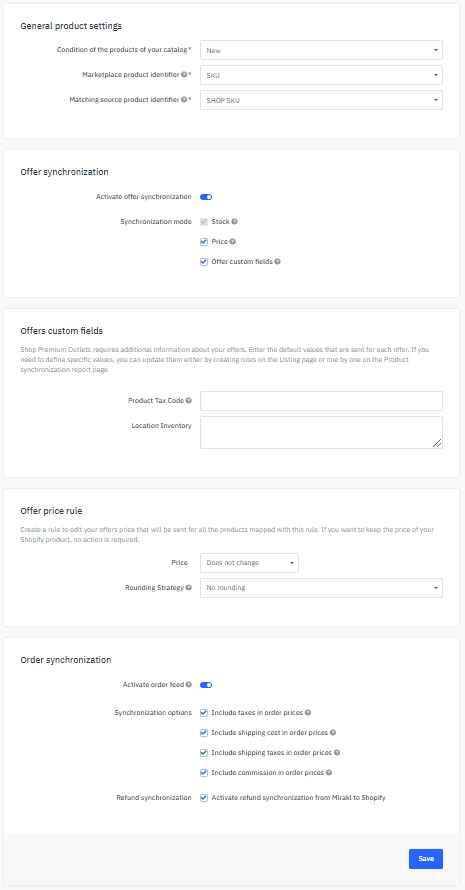 General product settings
Condition of the products of your catalog *
New
Marketplace product identifier *
SKU
Matching source product identifier *
SHOP SKU
Offer synchronization
Activate offer synchronization
Synchronization mode
Stock
Price
Offer custom fields
Offers custom fields
Shop Premium Outlets requires additional information about your offers. Enter the default values that are sent for each offer. If you
need to define specific values, you can update them either by creating rules on the Listing page or one by one on the Product
synchronization report page.
Product Tax Code
Location Inventory
Offer price rule
Create a rule to edit your offers price that will be sent for all the products mapped with this rule. If you want to keep the price of your
Shopify product, no action is required.
Price
Does not change
Rounding Strategy
No rounding
Order synchronization
Activate order feed
Synchronization options
Include taxes in order prices
Include shipping cost in order prices
Include shipping taxes in order prices
Include commission in order prices
Refund synchronization
Activate refund synchronization from Mirakl to Shopify
Save